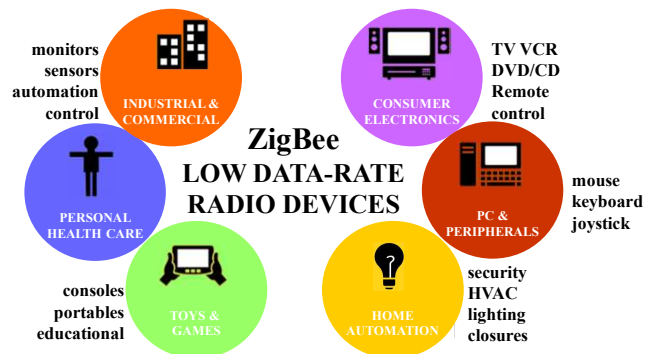 monitors
sensors
automation
control
INDUSTRIAL &
COMMERCIAL
CONSUMER
ELECTRONICS
TV VCR
DVD/CD
Remote
control
ZigBee
LOW DATA-RATE
RADIO DEVICES
PERSONAL
HEALTH CARE
PC &
PERIPHERALS
mouse
keyboard
joystick
consoles
portables
educational
TOYS &
GAMES
HOME
AUTOMATION
security
HVAC
lighting
closures